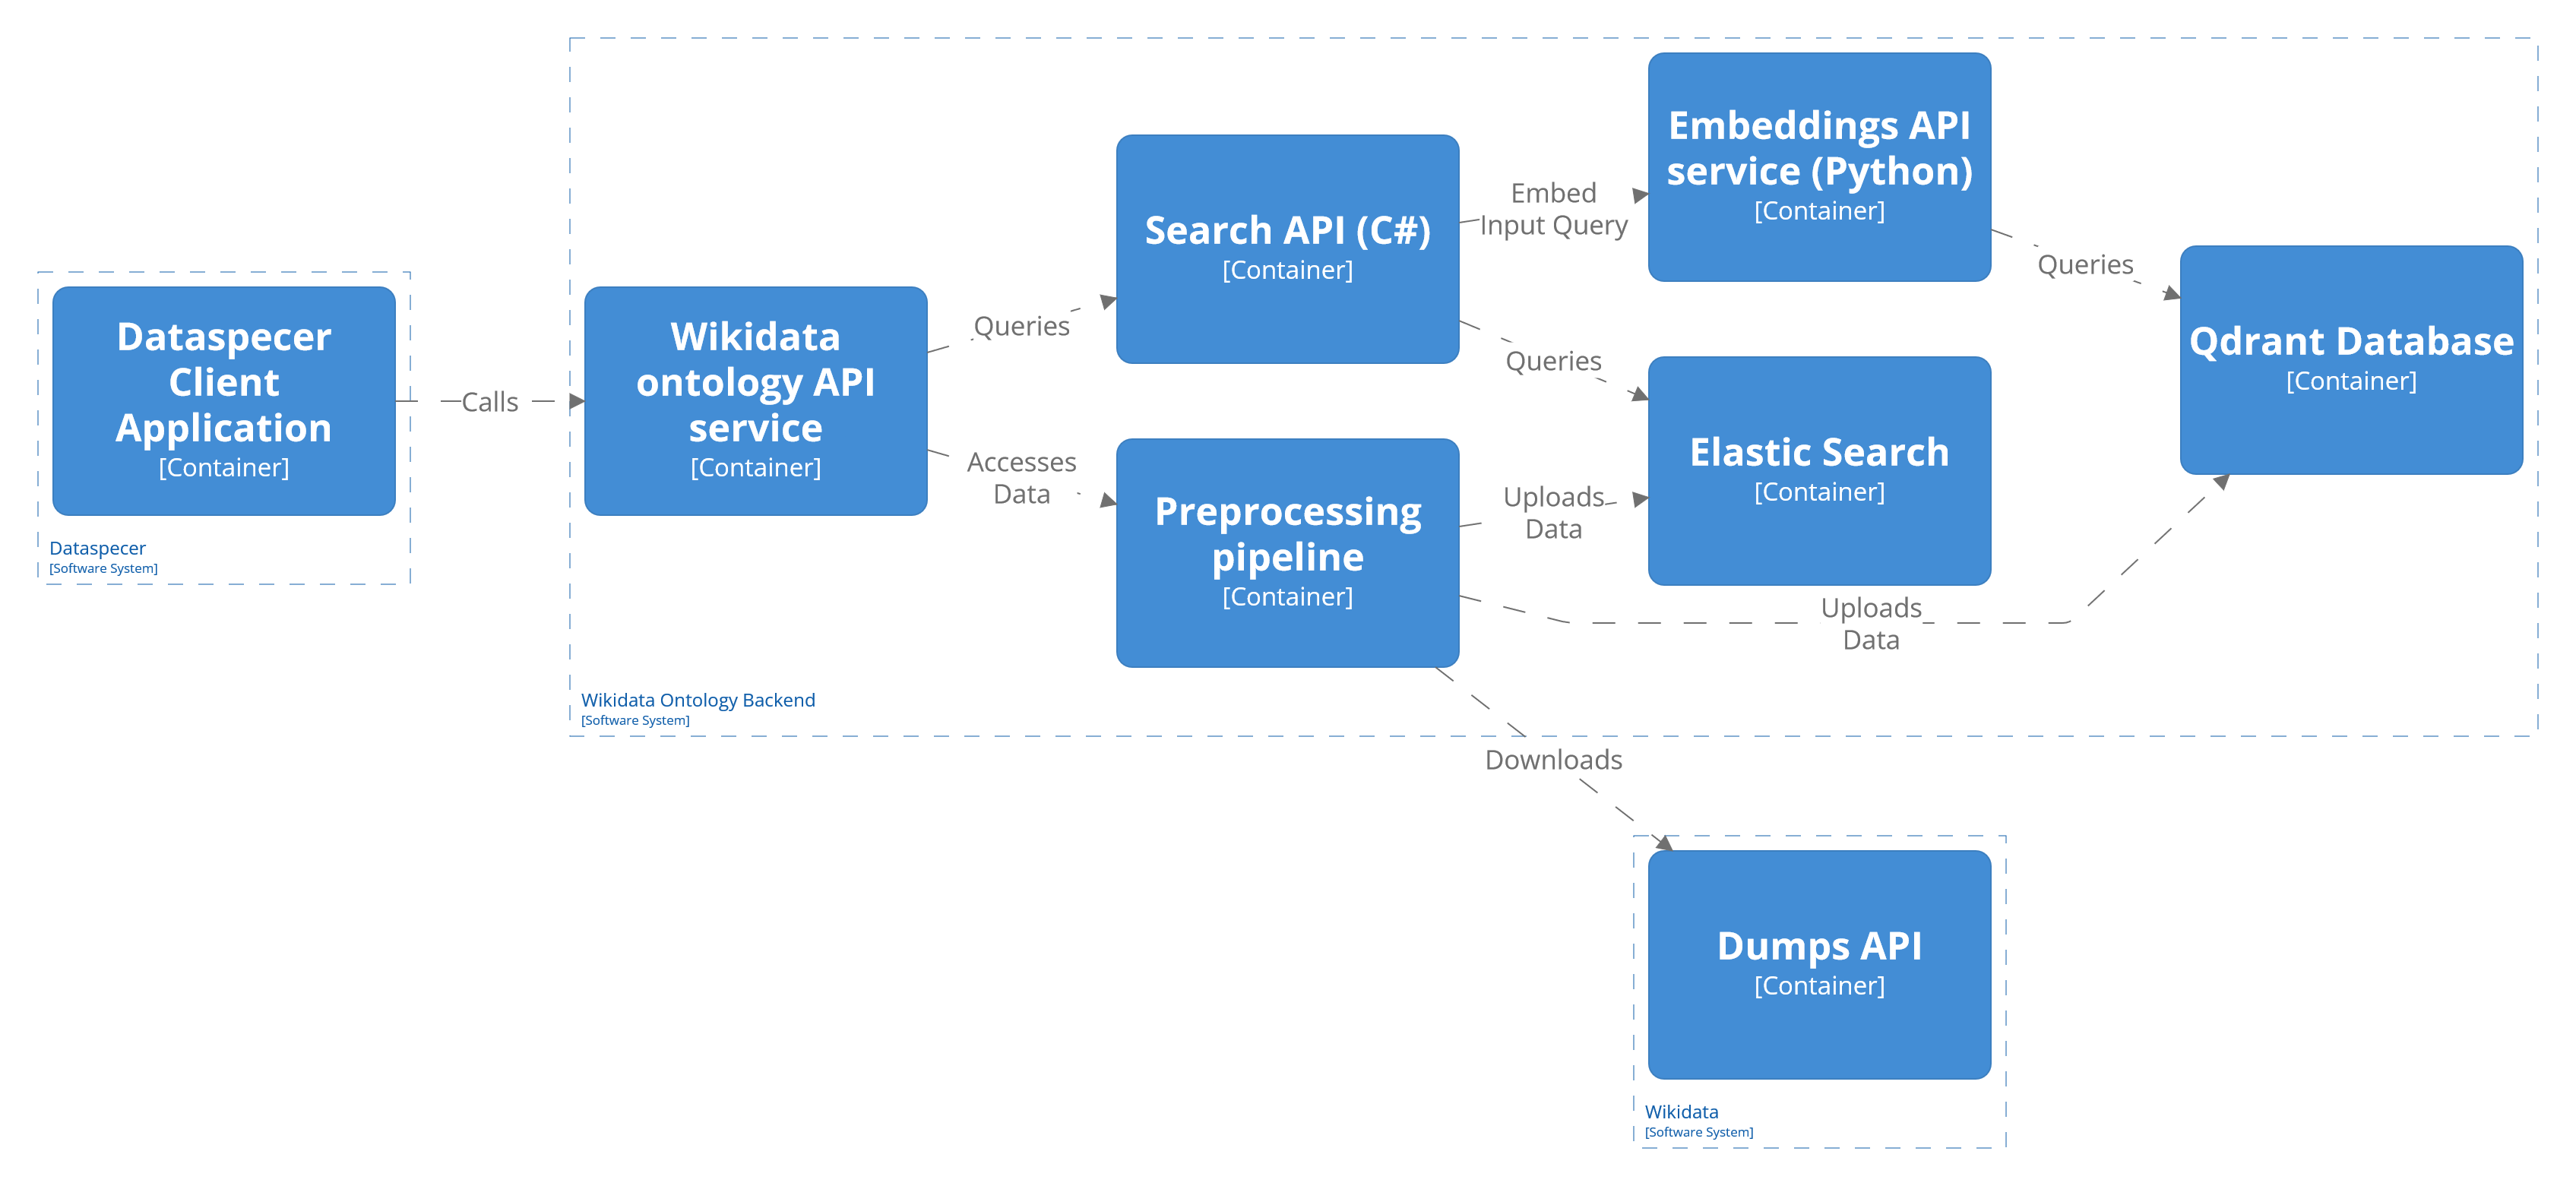 Dataspecer
Client
Application
[Container]
Dataspecer
[Software System]
Calls
Wikidata
ontology API
service
[Container]
Queries
Accesses
Data
Search API (C#)
[Container]
Preprocessing
pipeline
[Container]
Embed
Input Query
Queries
Uploads
Data
Embeddings API
service (Python)
[Container]
Elastic Search
[Container]
Queries
Uploads
Data
Qdrant Database
[Container]
Wikidata Ontology Backend
[Software System]
Downloads
Dumps API
[Container]
Wikidata
[Software System]